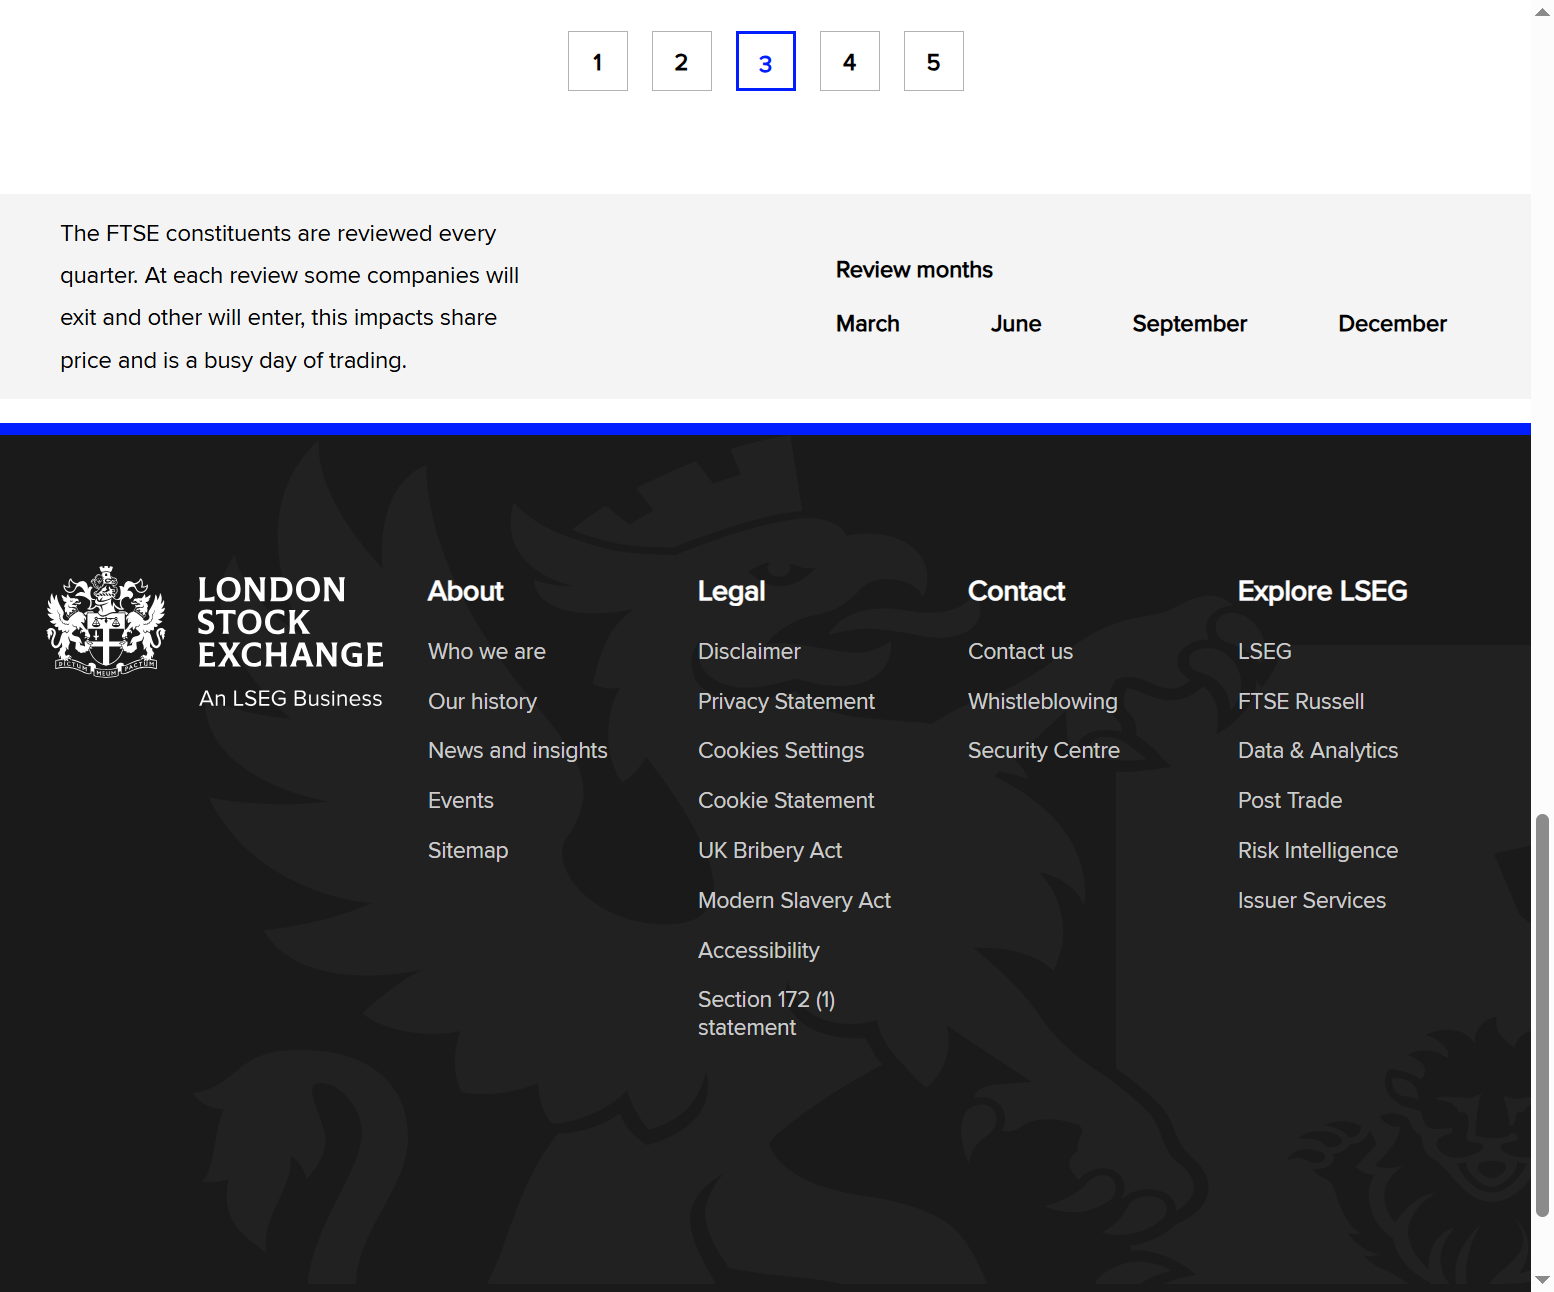 1 2 3 4 5
The FTSE constituents are reviewed every
quarter. At each review some companies will
exit and other will enter, this impacts share
price and is a busy day of trading.
Review months
March June September December
LONDON
STOCK
EXCHANGE
An LSEG Business
DICTUM MEUM PACTUM
About
Who we are
Our history
News and insights
Events
Sitemap
Legal
Disclaimer
Privacy Statement
Cookies Settings
Cookie Statement
UK Bribery Act
Modern Slavery Act
Accessibility
Section 172 (1)
statement
Contact
Contact us
Whistleblowing
Security Centre
Explore LSEG
LSEG
FTSE Russell
Data & Analytics
Post Trade
Risk Intelligence
Issuer Services